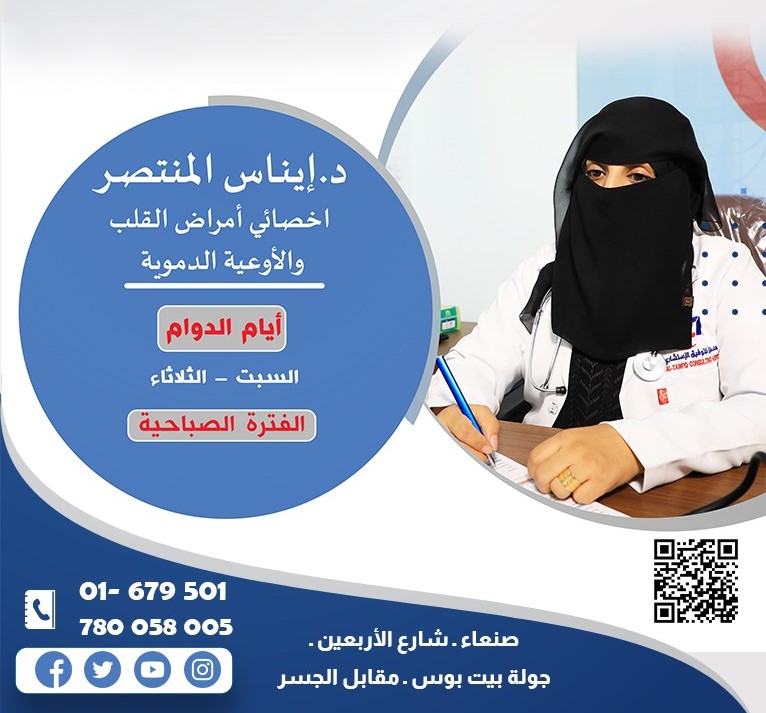 د.إيناس المنتصر
اخصائي أمراض القلب
والأوعية الدموية
أيام الدوام
السبت - الثلاثاء
الفترة الصباحية
01- 679 501
780 058 005
صنعاء . شارع الأربعين .
جولة بيت بوس . مقابل الجسر